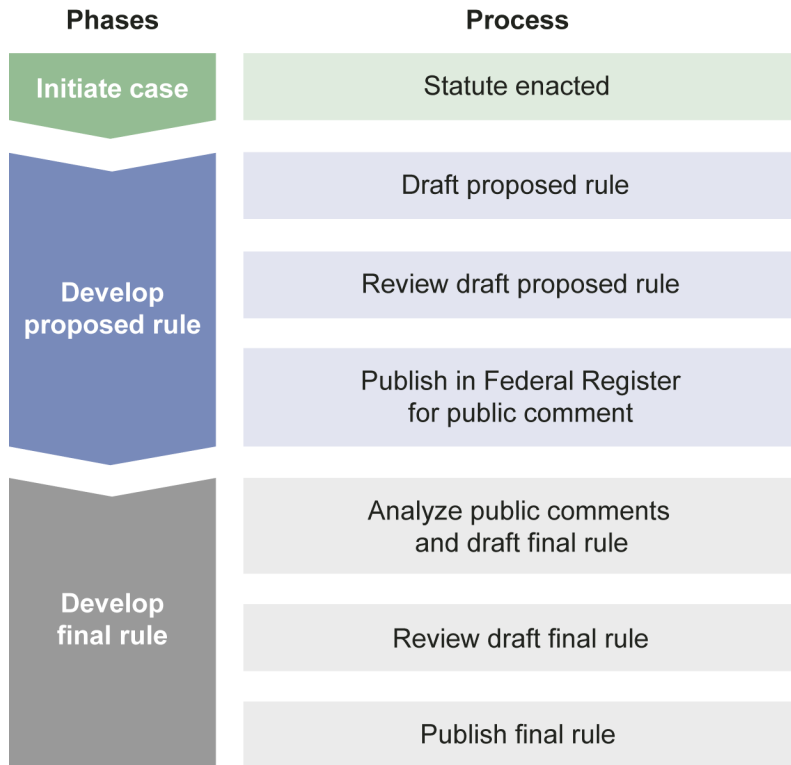 Phases
Process
Initiate case
Statute enacted
Develop
proposed rule
Draft proposed rule
Review draft proposed rule
Publish in Federal Register
for public comment
Develop
final rule
Analyze public comments
and draft final rule
Review draft final rule
Publish final rule